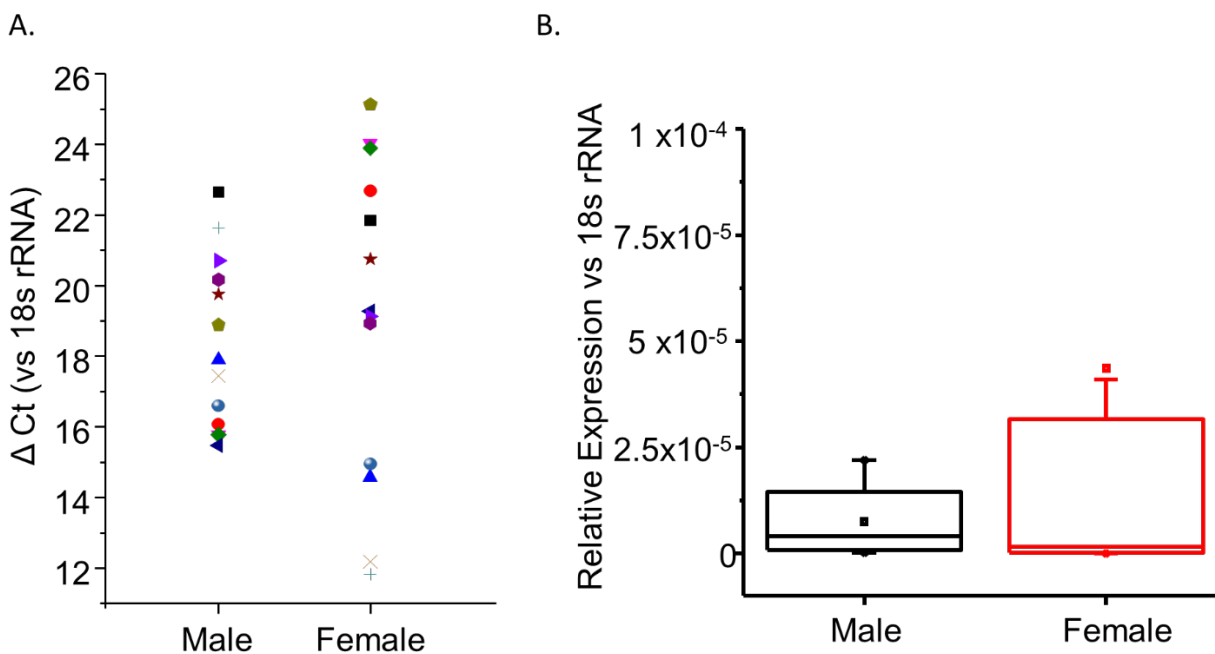 A.
Δ Ct (vs 18s rRNA)
26
24
22
20
18
16
14
12
Male
Female
B.
Relative Expression vs 18s rRNA
1 x10-4
7.5x10-5
5 x10-5
2.5x10-5
0
Male
Female